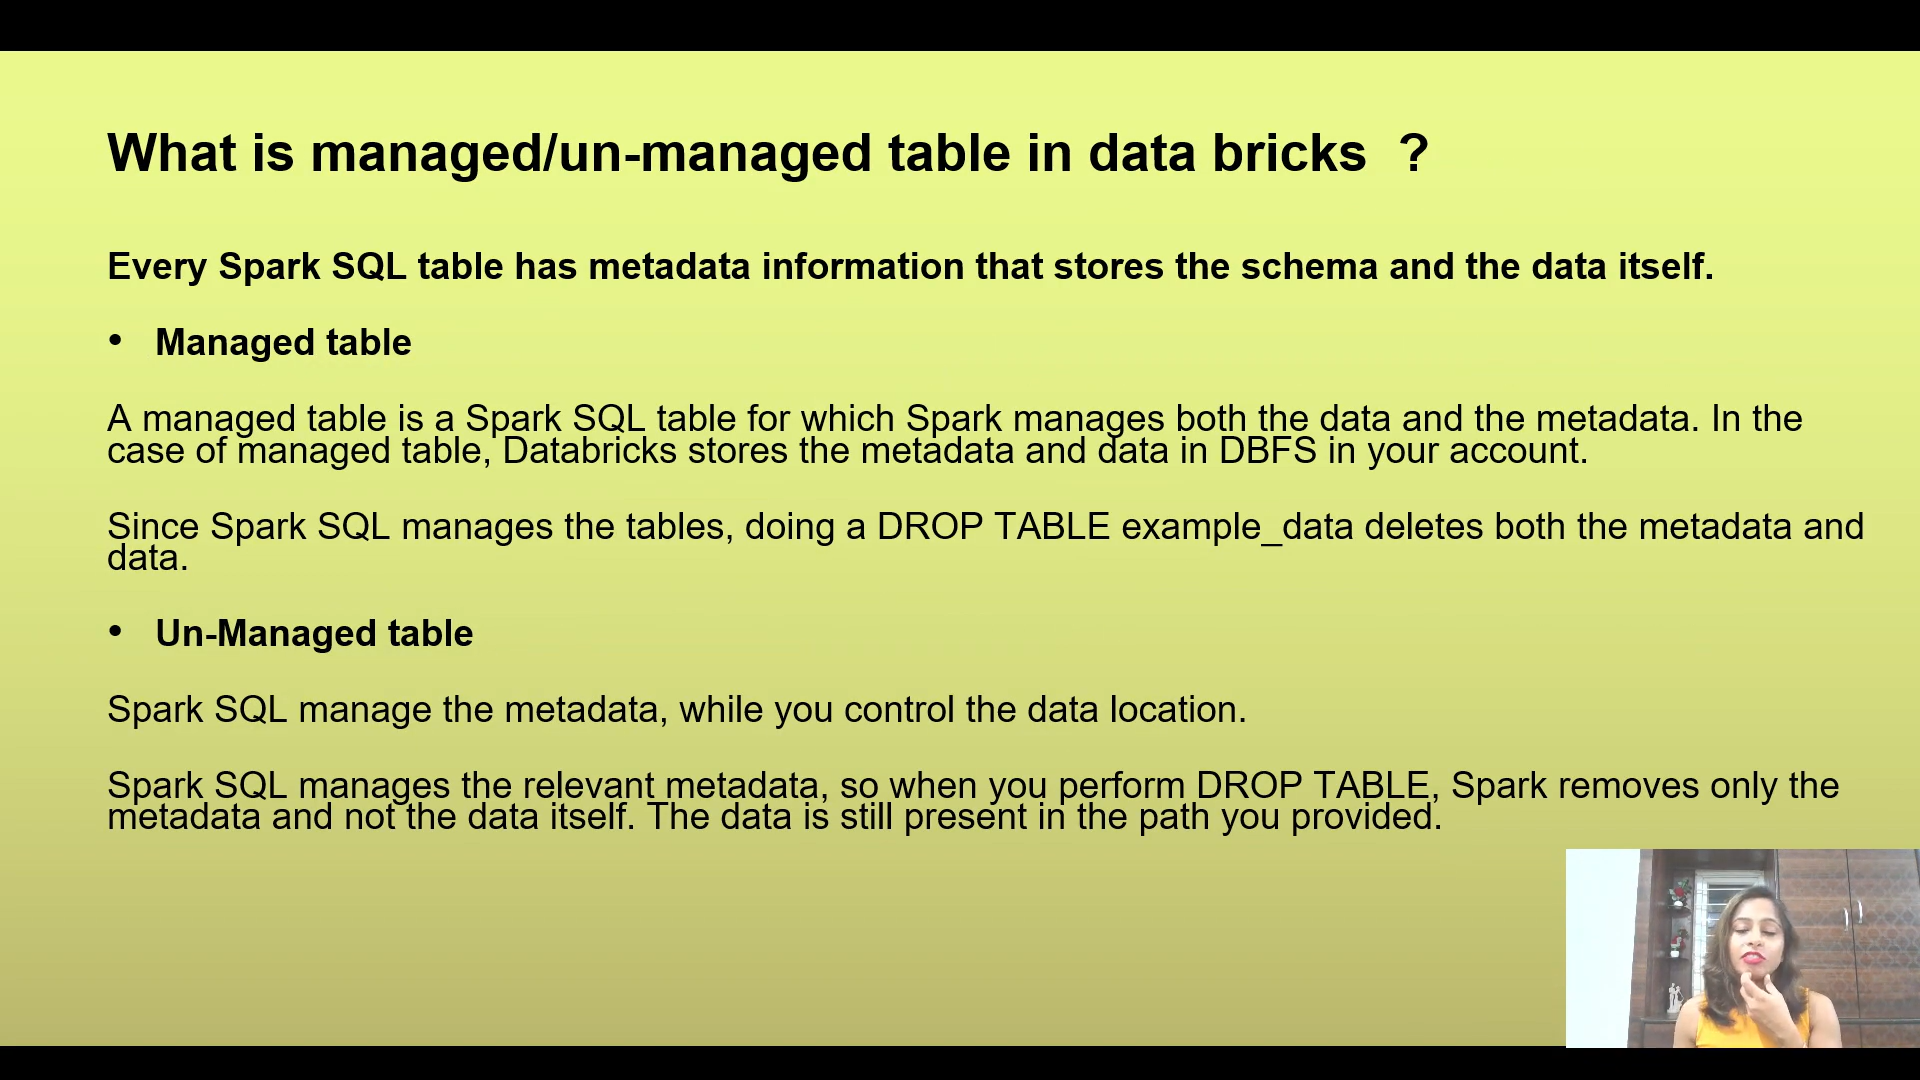 What is managed/un-managed table in data bricks ?
Every Spark SQL table has metadata information that stores the schema and the data itself.
• Managed table
A managed table is a Spark SQL table for which Spark manages both the data and the metadata. In the
case of managed table, Databricks stores the metadata and data in DBFS in your account.
Since Spark SQL manages the tables, doing a DROP TABLE example_data deletes both the metadata and
data.
• Un-Managed table
Spark SQL manage the metadata, while you control the data location.
Spark SQL manages the relevant metadata, so when you perform DROP TABLE, Spark removes only the
metadata and not the data itself. The data is still present in the path you provided.